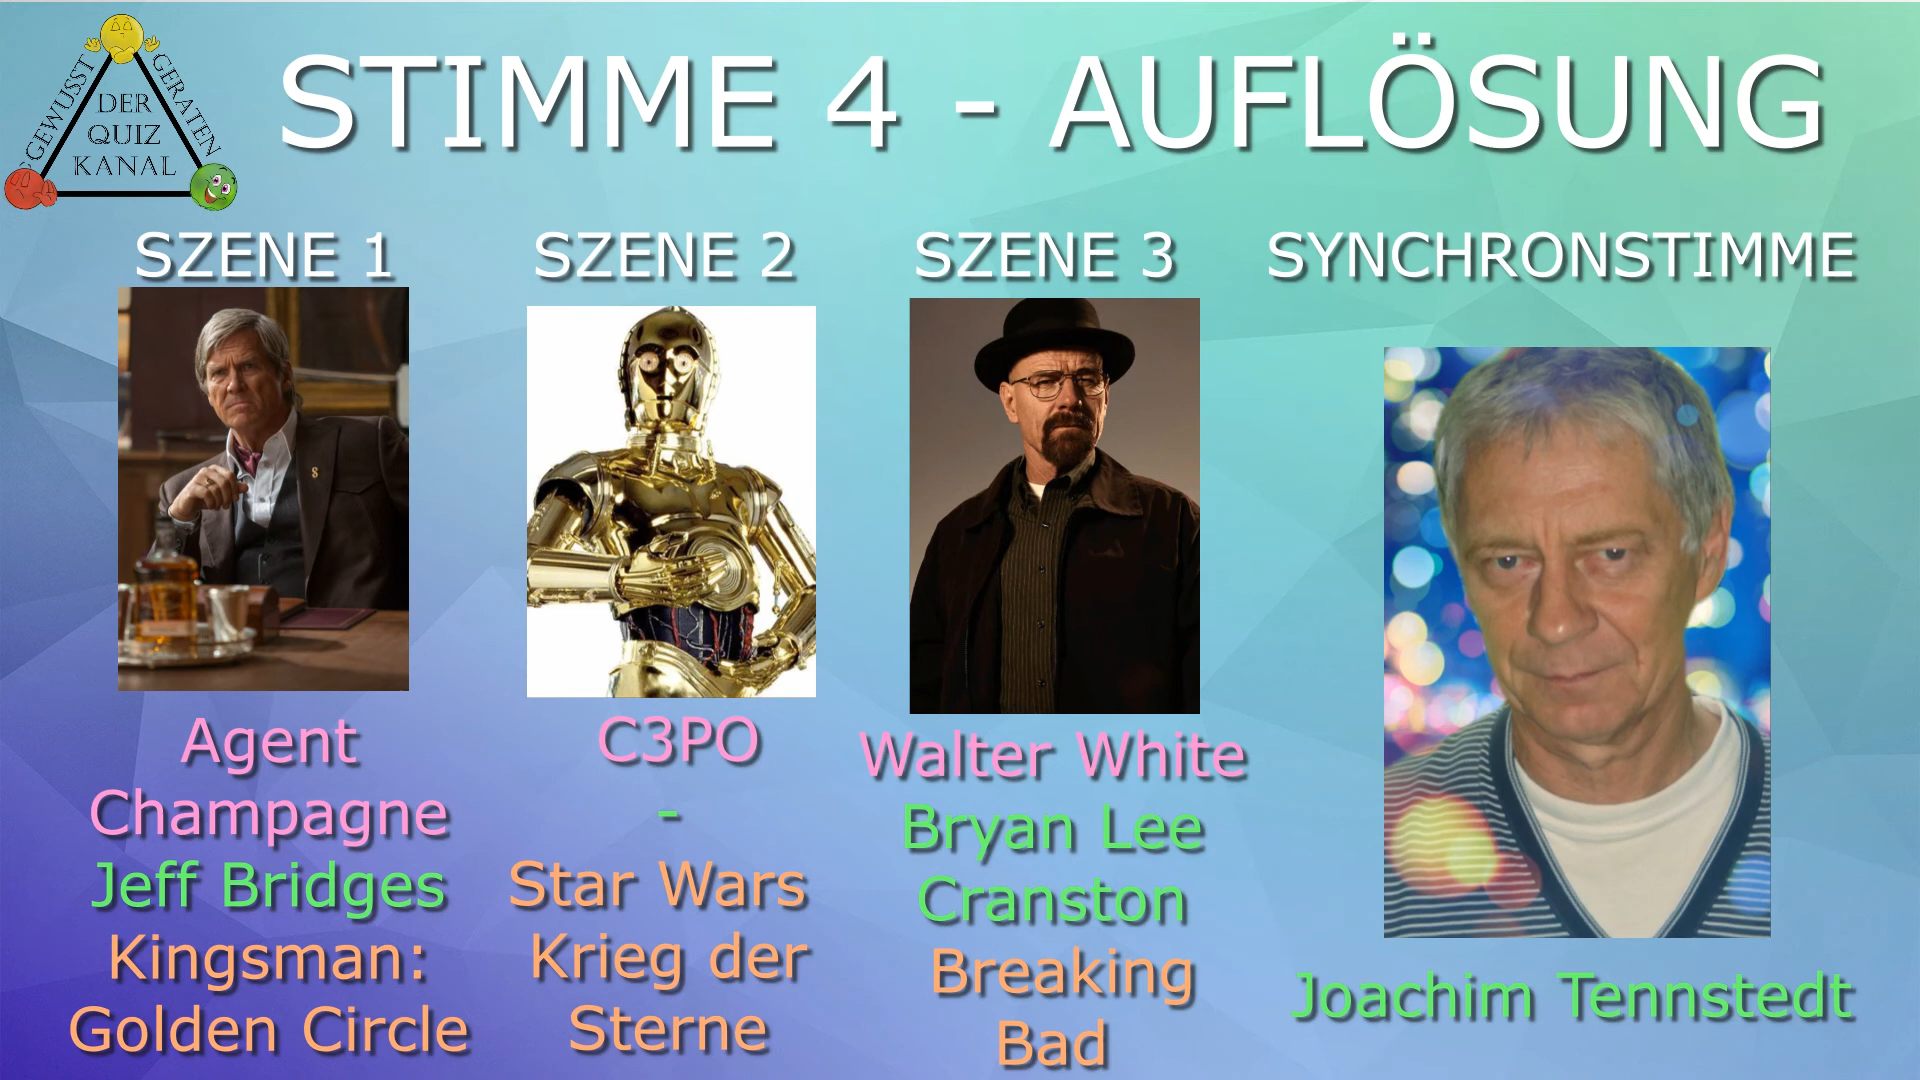 GEWUSST
GERATEN
DER
QUIZ
KANAL
STIMME 4 - AUFLÖSUNG
SZENE 1
Agent
Champagne
Jeff Bridges
Kingsman:
Golden Circle
SZENE 2
C3PO
-
Star Wars
Krieg der
Sterne
SZENE 3
Walter White
Bryan Lee
Cranston
Breaking
Bad
SYNCHRONSTIMME
Joachim Tennstedt